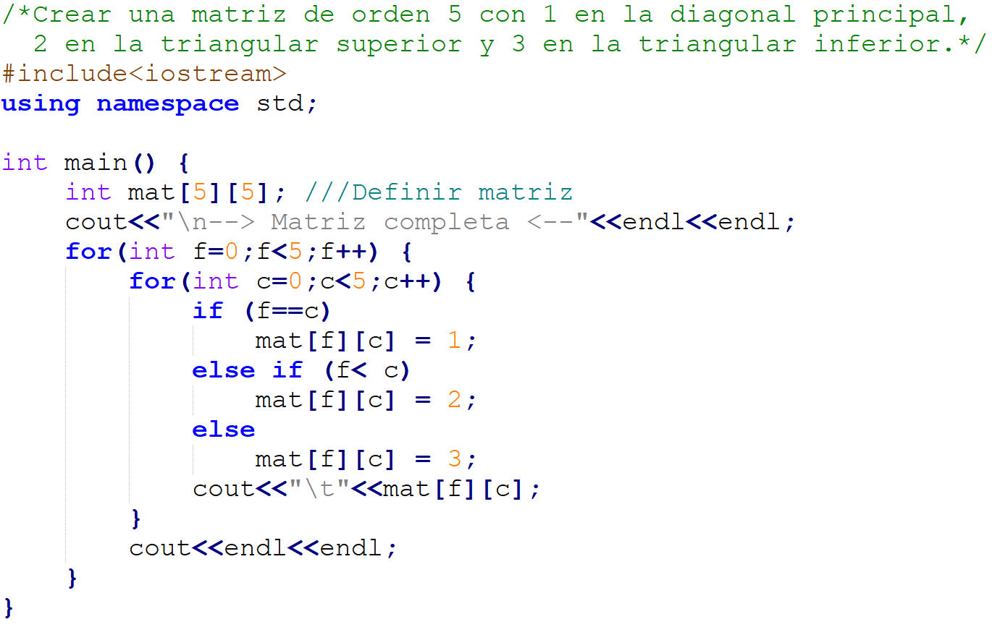 /*Crear una matriz de orden 5 con 1 en la diagonal principal,
  2 en la triangular superior y 3 en la triangular inferior.*/
#include<iostream>
using namespace std;

int main() {
    int mat[5][5]; ///Definir matriz
    cout<<"\n--> Matriz completa <--"<<endl<<endl;
    for(int f=0;f<5;f++) {
        for(int c=0;c<5;c++) {
            if (f==c)
                mat[f][c] = 1;
            else if (f< c)
                mat[f][c] = 2;
            else
                mat[f][c] = 3;
            cout<<"\t"<<mat[f][c];
        }
        cout<<endl<<endl;
    }
}